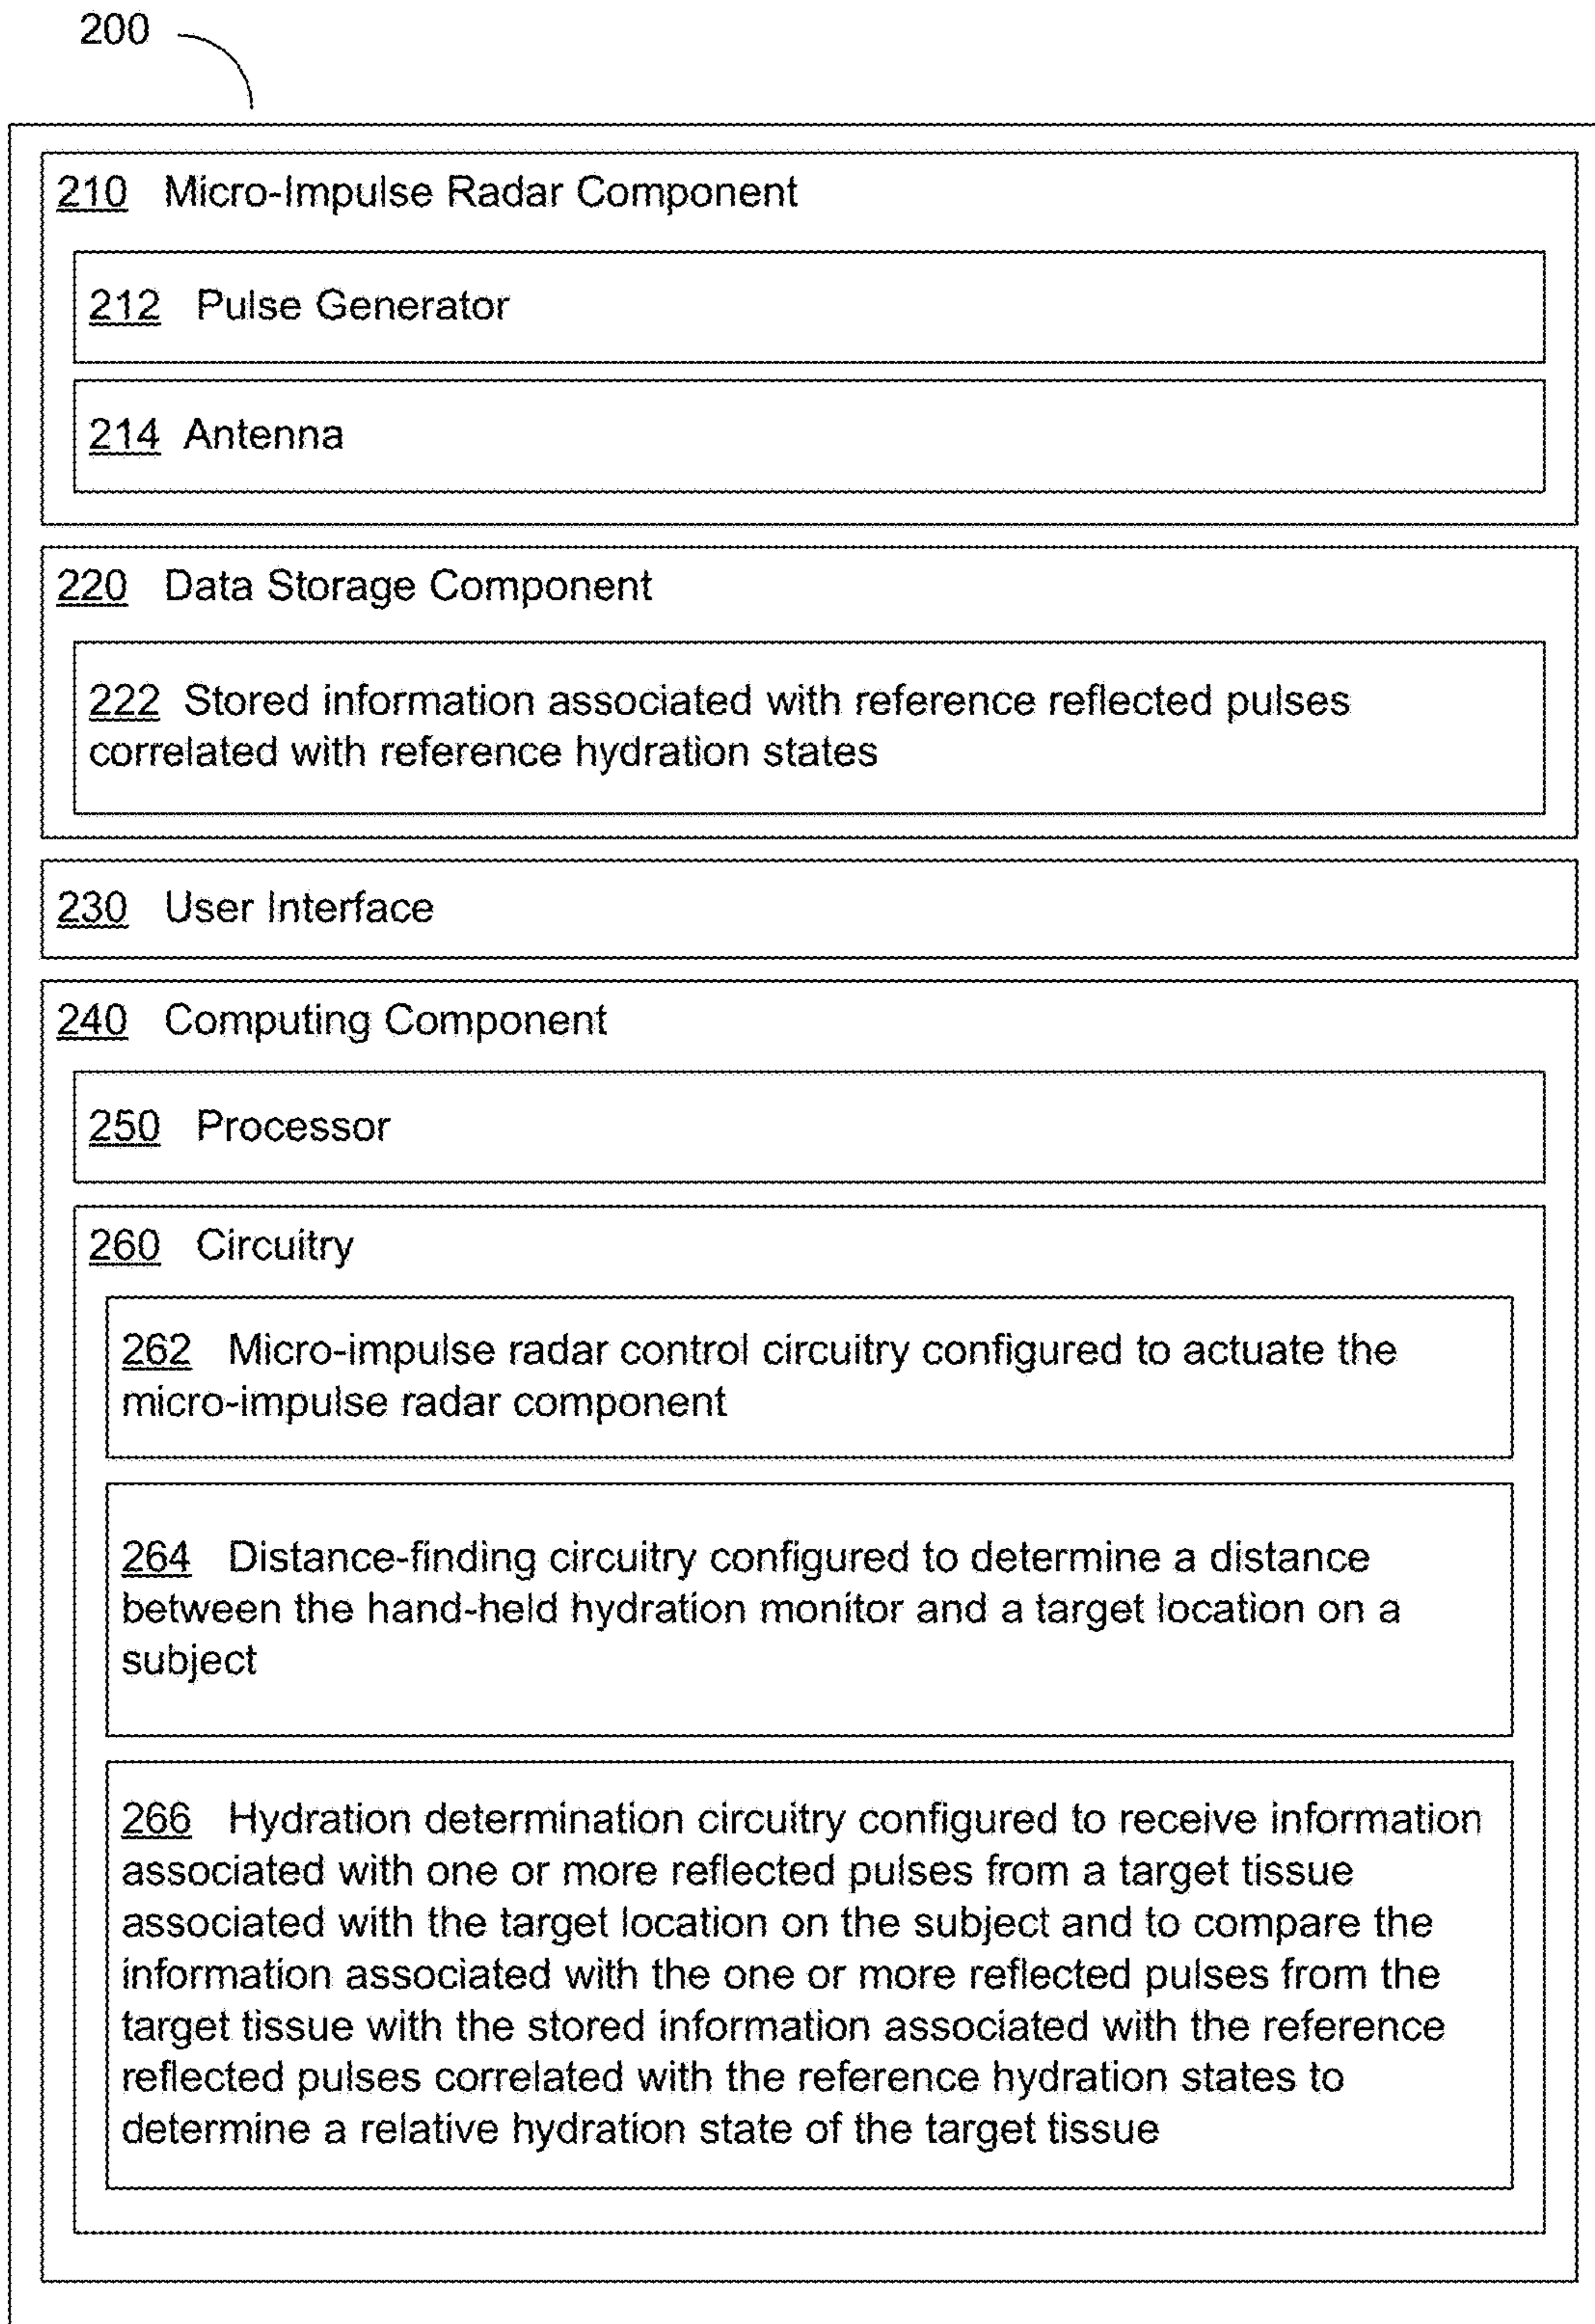 200
210 Micro-Impulse Radar Component
212 Pulse Generator
214 Antenna
220 Data Storage Component
222 Stored information associated with reference reflected pulses
correlated with reference hydration states
230 User Interface
240 Computing Component
250 Processor
260 Circuitry
262 Micro-impulse radar control circuitry configured to actuate the
micro-impulse radar component
264 Distance-finding circuitry configured to determine a distance
between the hand-held hydration monitor and a target location on a
subject
266 Hydration determination circuitry configured to receive information
associated with one or more reflected pulses from a target tissue
associated with the target location on the subject and to compare the
information associated with the one or more reflected pulses from the
target tissue with the stored information associated with the reference
reflected pulses correlated with the reference hydration states to
determine a relative hydration state of the target tissue